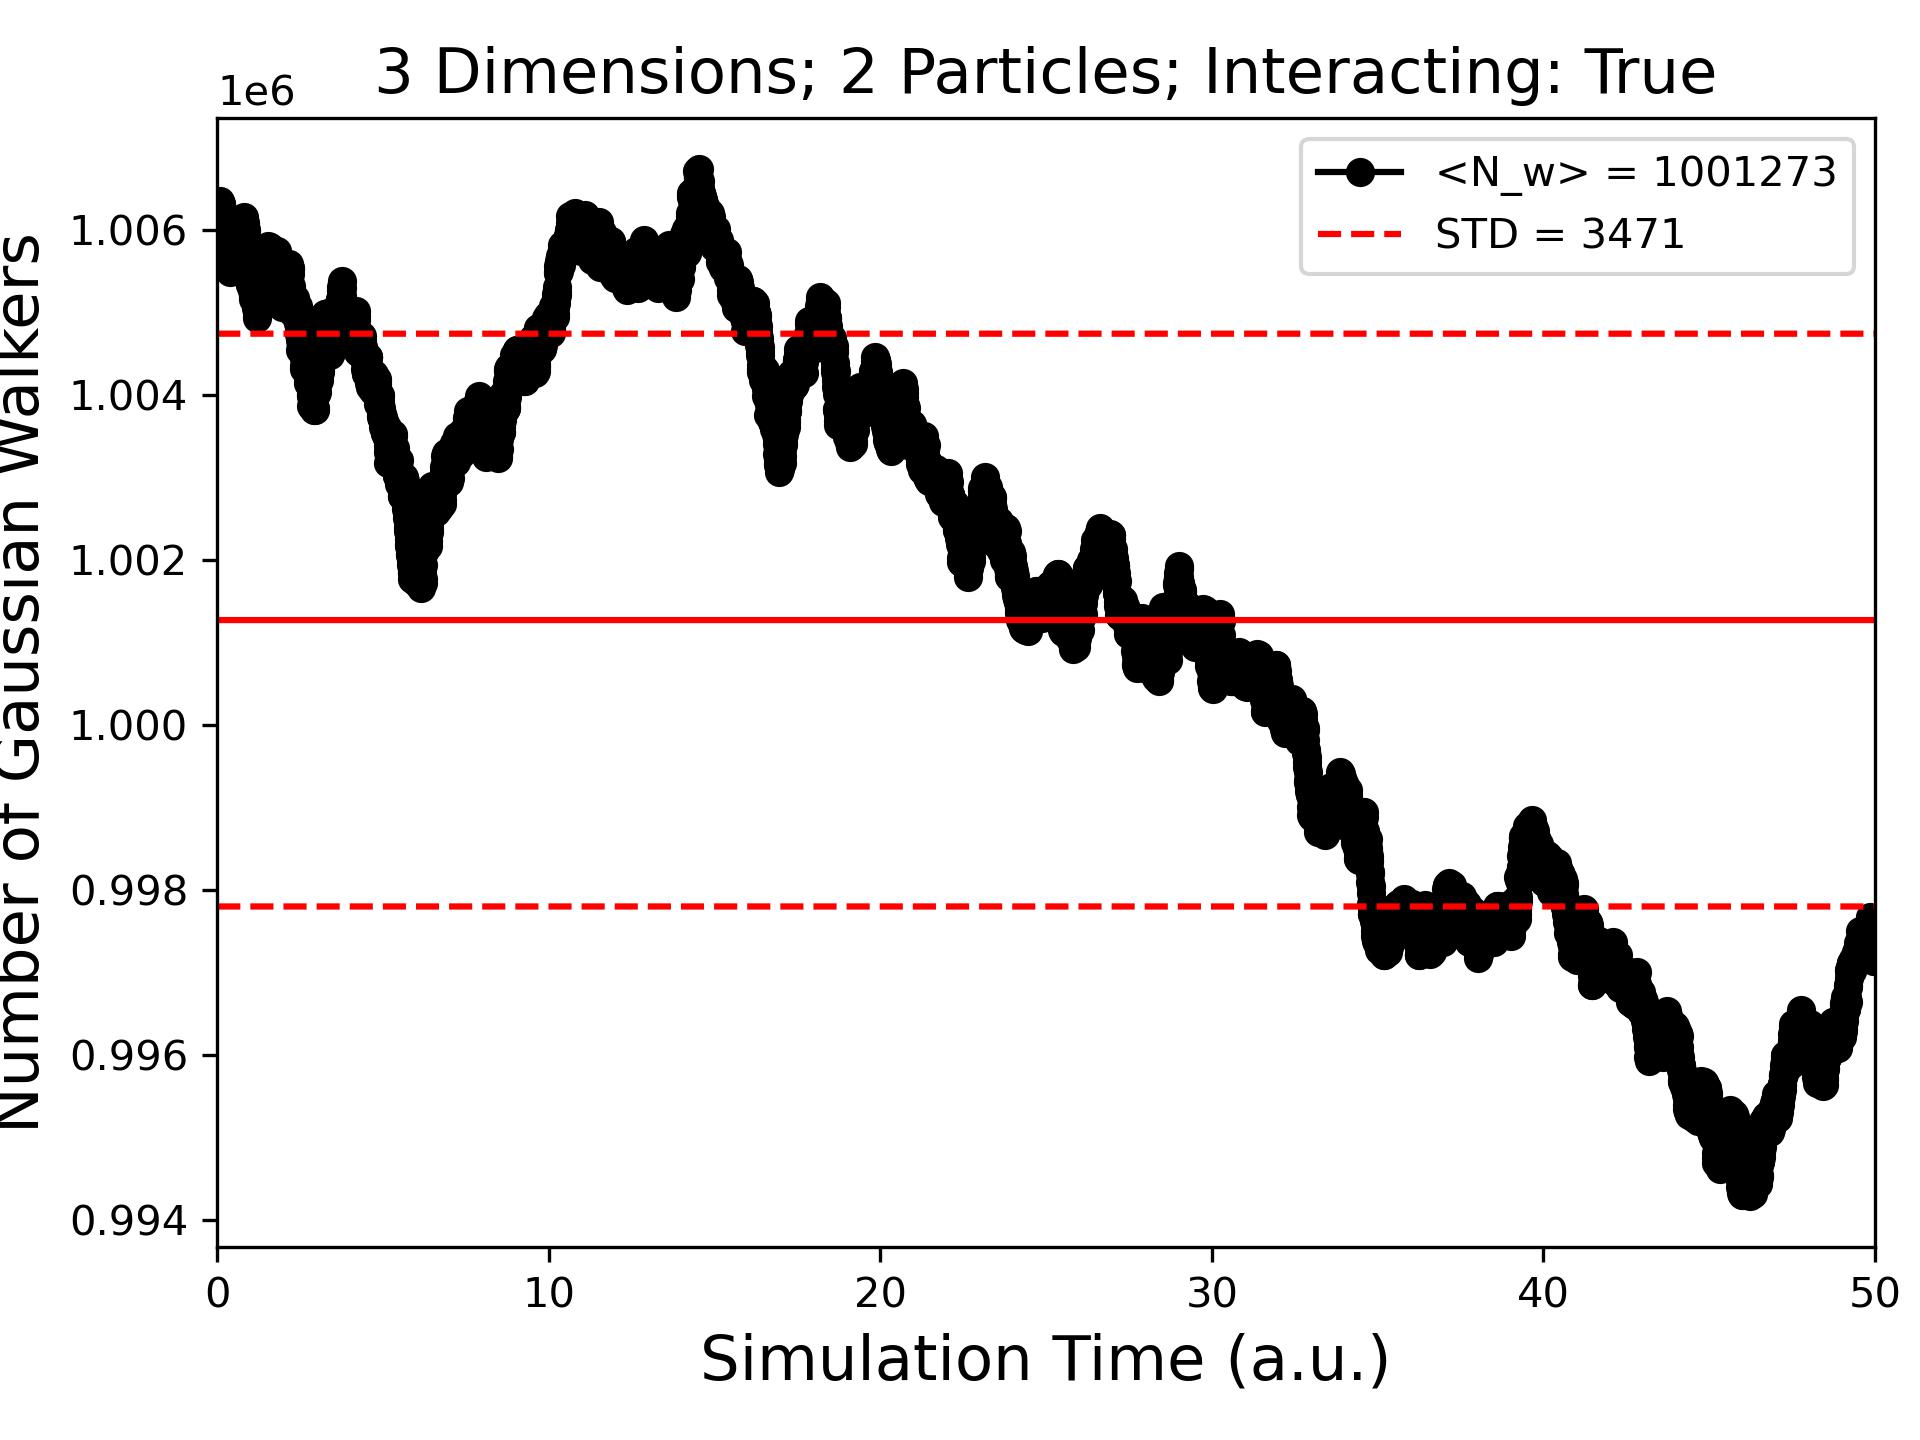 3 Dimensions; 2 Particles; Interacting: True
1e6
<N_w> = 1001273
STD = 3471
Number of Gaussian Walkers
1.006
1.004
1.002
1.000
0.998
0.996
0.994
0 10 20 30 40 50
Simulation Time (a.u.)